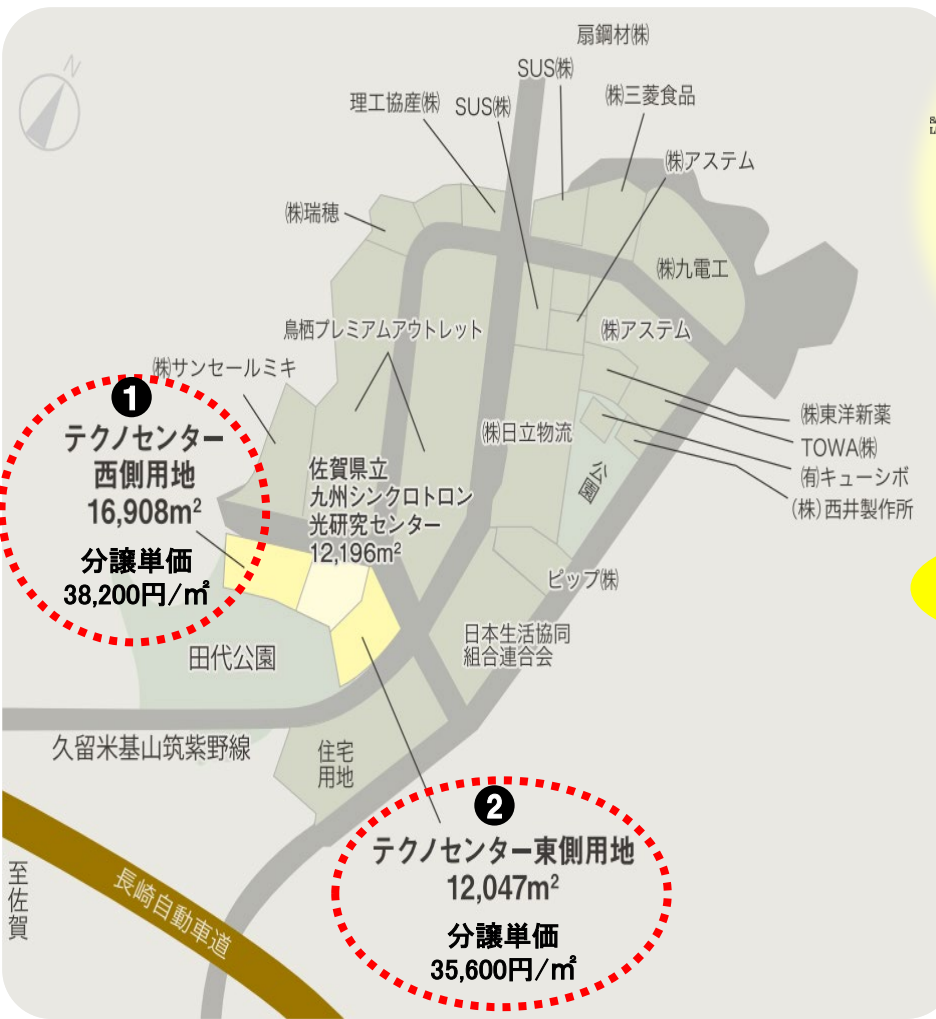 N
扇鋼材㈱
SUS㈱
理工協産㈱
SUS㈱
㈱三菱食品
㈱アステム
㈱瑞穂
㈱九電工
鳥栖プレミアムアウトレット
㈱アステム
㈱サンセールミキ
❶
テクノセンター
西側用地
16,908m²
分譲単価
38,200円/㎡
佐賀県立
九州シンクロトロン
光研究センター
12,196m²
㈱日立物流
公園
㈱東洋新薬
TOWA㈱
㈲キューシボ
(株)西井製作所
ピップ㈱
日本生活協同
組合連合会
田代公園
久留米基山筑紫野線
住宅
用地
❷
テクノセンター東側用地
12,047m²
分譲単価
35,600円/㎡
至佐賀
長崎自動車道